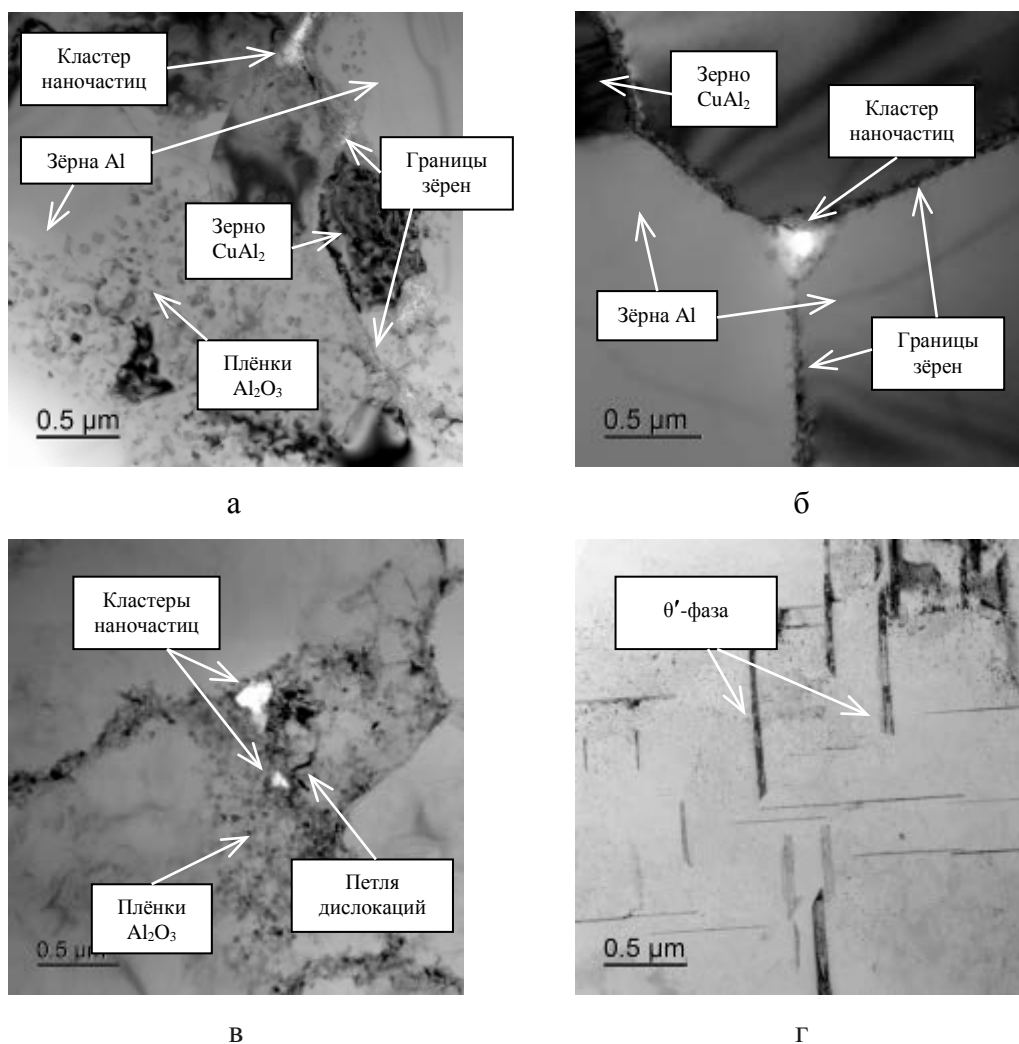 Кластер
наночастиц
Зёрна Al
Границы
зёрен
Зерно
CuAl₂
Плёнки
Al₂O₃
0.5 μm
а
Зерно
CuAl₂
Кластер
наночастиц
Зёрна Al
Границы
зёрен
0.5 μm
б
Кластеры
наночастиц
Плёнки
Al₂O₃
Петля
дислокаций
0.5 μm
в
θ′-фаза
0.5 μm
г